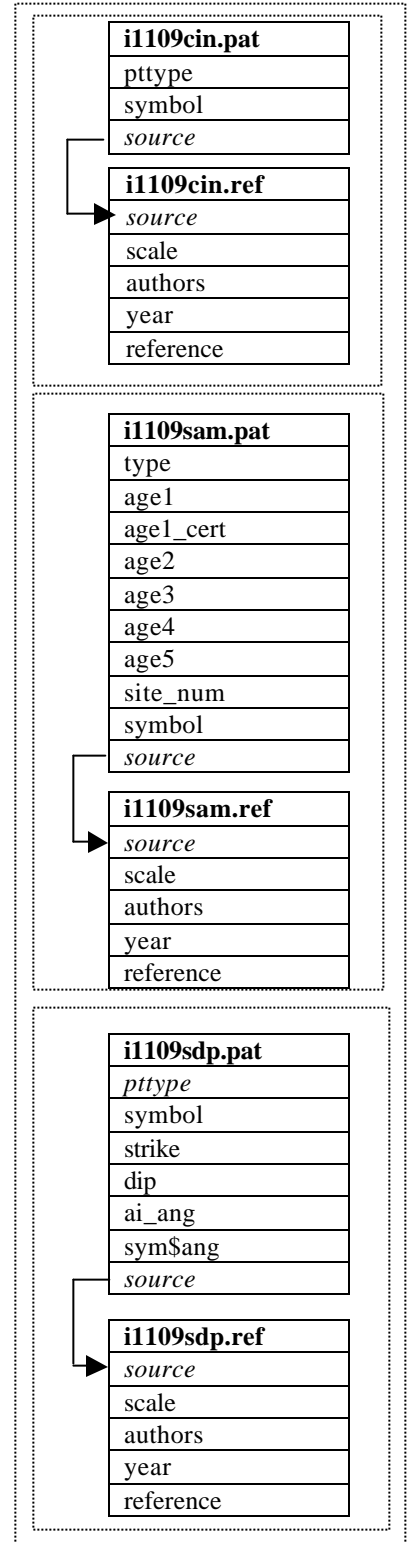 i1109cin.pat
pttype
symbol
source
i1109cin.ref
source
scale
authors
year
reference
i1109sam.pat
type
age1
age1_cert
age2
age3
age4
age5
site_num
symbol
source
i1109sam.ref
source
scale
authors
year
reference
i1109sdp.pat
pttype
symbol
strike
dip
ai_ang
sym$ang
source
i1109sdp.ref
source
scale
authors
year
reference